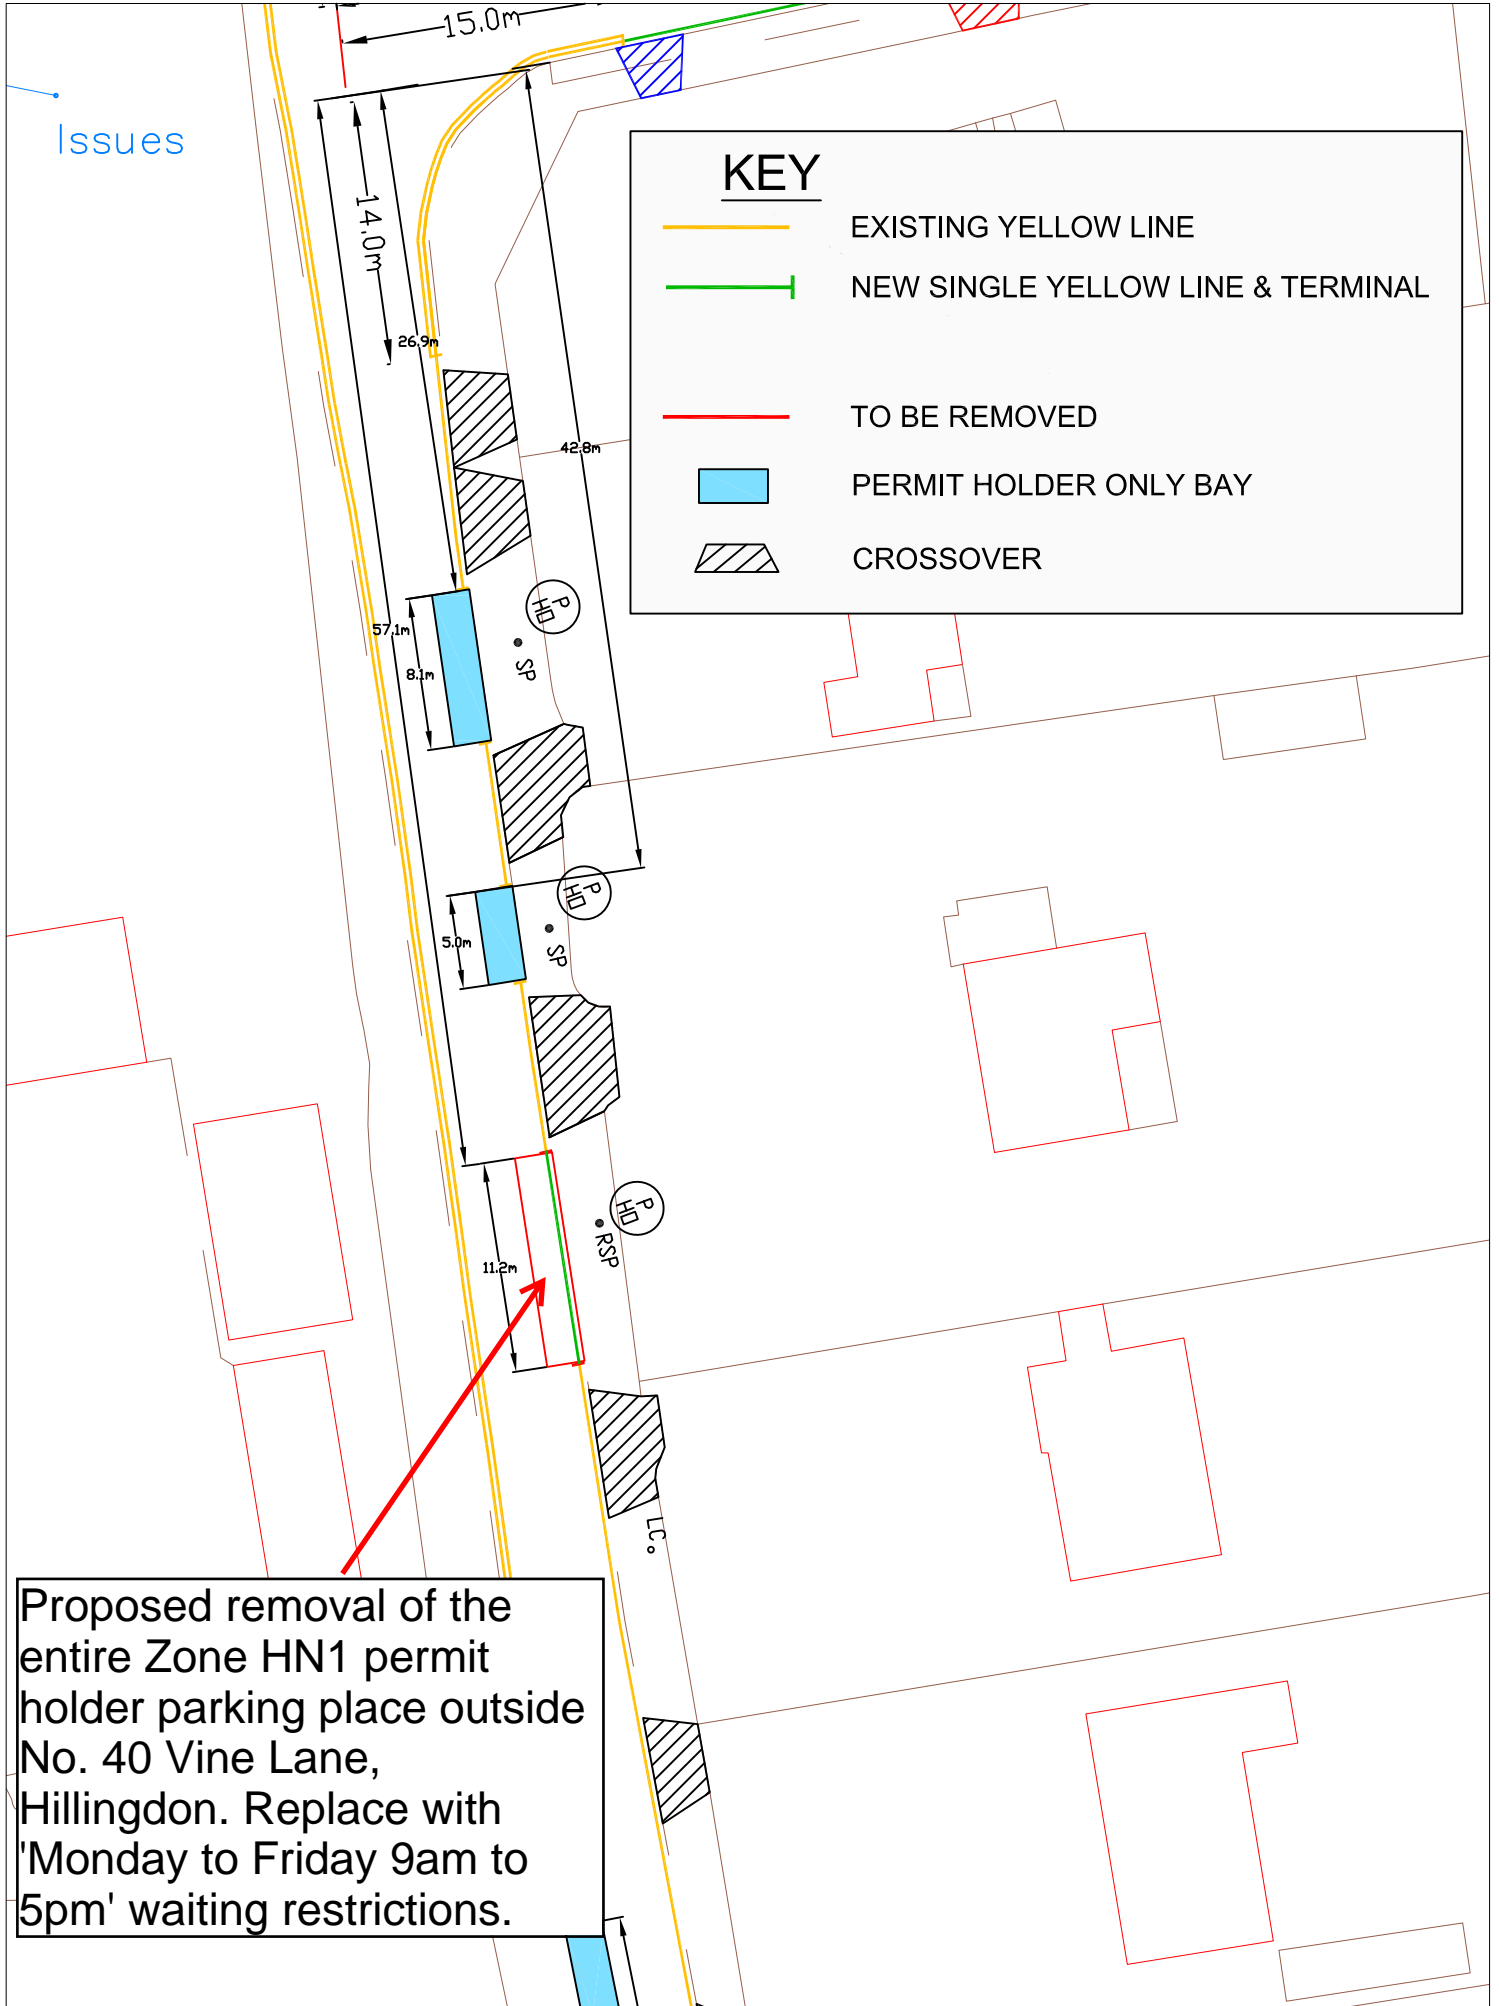 15.0m
Issues
14.0m
KEY
EXISTING YELLOW LINE
NEW SINGLE YELLOW LINE & TERMINAL
TO BE REMOVED
PERMIT HOLDER ONLY BAY
CROSSOVER
26.9m
42.8m
57.1m
8.1m
P
HO
SP
P
HO
5.0m
SP
P
HO
RSP
11.2m
LC
Proposed removal of the
entire Zone HN1 permit
holder parking place outside
No. 40 Vine Lane,
Hillingdon. Replace with
'Monday to Friday 9am to
5pm' waiting restrictions.